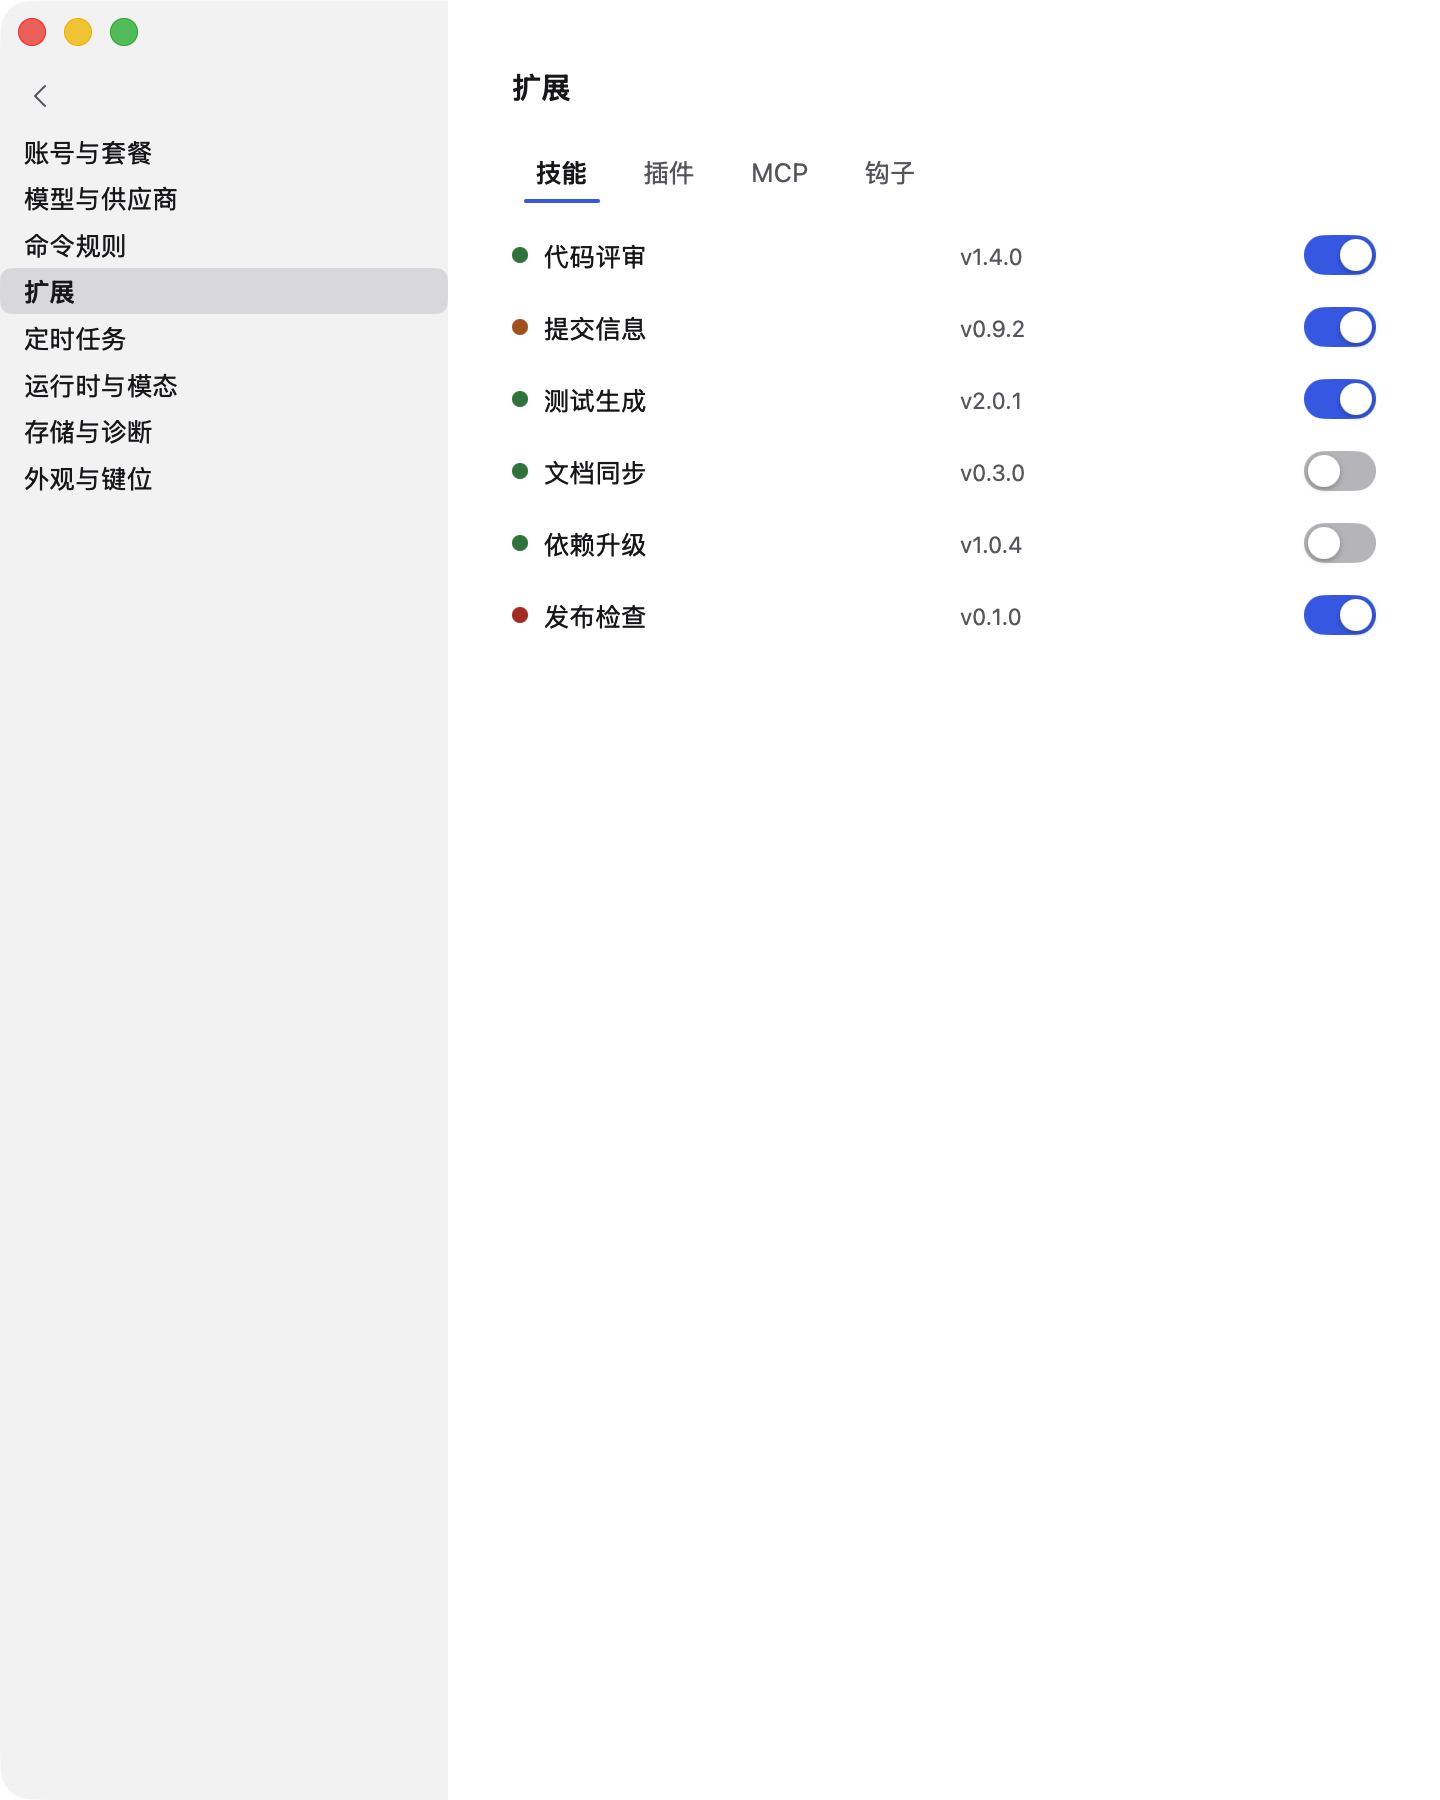 账号与套餐
模型与供应商
命令规则
扩展
定时任务
运行时与模态
存储与诊断
外观与键位
扩展
技能 插件 MCP 钩子
代码评审 v1.4.0
提交信息 v0.9.2
测试生成 v2.0.1
文档同步 v0.3.0
依赖升级 v1.0.4
发布检查 v0.1.0